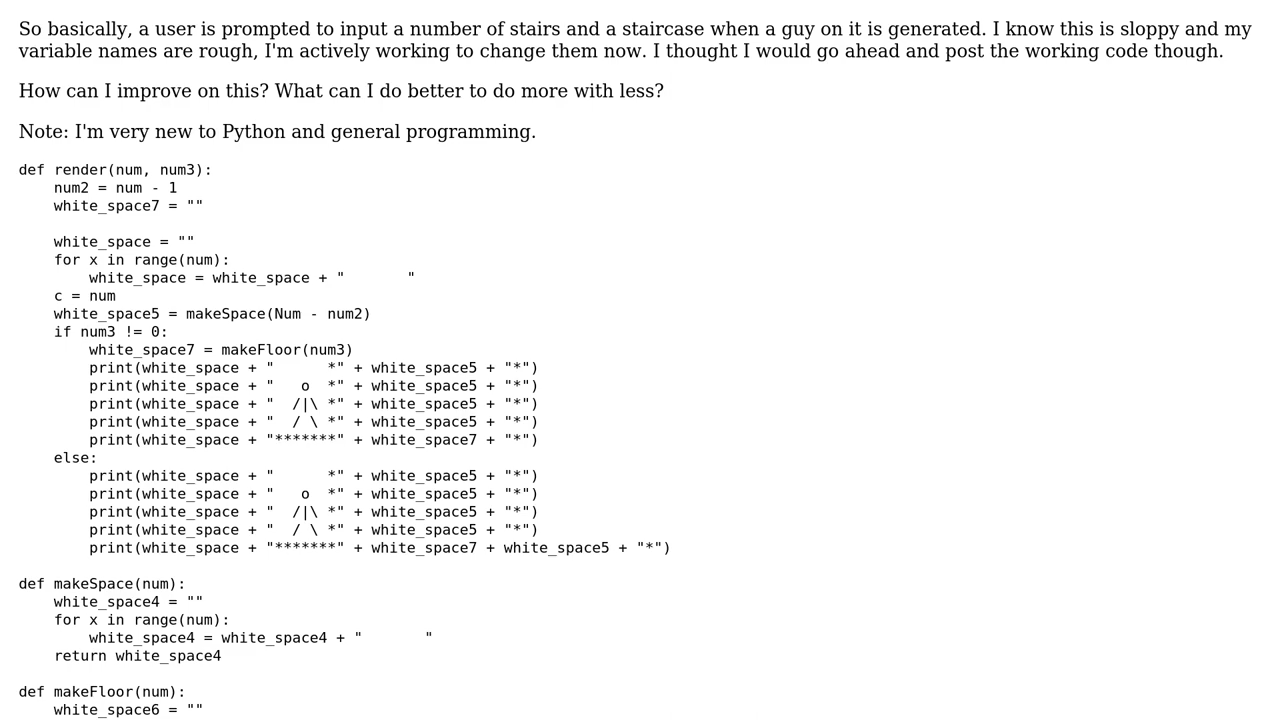 So basically, a user is prompted to input a number of stairs and a staircase when a guy on it is generated. I know this is sloppy and my
variable names are rough, I'm actively working to change them now. I thought I would go ahead and post the working code though.
How can I improve on this? What can I do better to do more with less?
Note: I'm very new to Python and general programming.
def render(num, num3):
    num2 = num - 1
    white_space7 = ""

    white_space = ""
    for x in range(num):
        white_space = white_space + "       "
    c = num
    white_space5 = makeSpace(Num - num2)
    if num3 != 0:
        white_space7 = makeFloor(num3)
        print(white_space + "      *" + white_space5 + "*")
        print(white_space + "   o  *" + white_space5 + "*")
        print(white_space + "  /|\ *" + white_space5 + "*")
        print(white_space + "  / \ *" + white_space5 + "*")
        print(white_space + "*******" + white_space7 + "*")
    else:
        print(white_space + "      *" + white_space5 + "*")
        print(white_space + "   o  *" + white_space5 + "*")
        print(white_space + "  /|\ *" + white_space5 + "*")
        print(white_space + "  / \ *" + white_space5 + "*")
        print(white_space + "*******" + white_space7 + white_space5 + "*")

def makeSpace(num):
    white_space4 = ""
    for x in range(num):
        white_space4 = white_space4 + "       "
    return white_space4

def makeFloor(num):
    white_space6 = ""